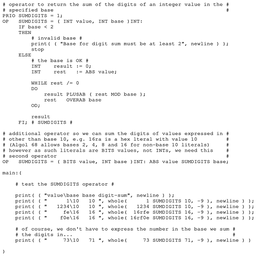 # operator to return the sum of the digits of an integer value in the #
# specified base #
PRIO SUMDIGITS = 1;
OP SUMDIGITS = ( INT value, INT base )INT:
IF base < 2
THEN
# invalid base #
print( ( "Base for digit sum must be at least 2", newline ) );
stop
ELSE
# the base is OK #
INT result := 0;
INT rest := ABS value;
WHILE rest /= 0
DO
result PLUSAB ( rest MOD base );
rest OVERAB base
OD;
result
FI; # SUMDIGITS #
# additional operator so we can sum the digits of values expressed in #
# other than base 10, e.g. 16ra is a hex literal with value 10 #
# (Algol 68 allows bases 2, 4, 8 and 16 for non-base 10 literals) #
# however as such literals are BITS values, not INTs, we need this #
# second operator #
OP SUMDIGITS = ( BITS value, INT base )INT: ABS value SUMDIGITS base;
main:(
# test the SUMDIGITS operator #
print( ( "value\base base digit-sum", newline ) );
print( ( " 1\10 10 ", whole( 1 SUMDIGITS 10, -9 ), newline ) );
print( ( " 1234\10 10 ", whole( 1234 SUMDIGITS 10, -9 ), newline ) );
print( ( " fe\16 16 ", whole( 16rfe SUMDIGITS 16, -9 ), newline ) );
print( ( " f0e\16 16 ", whole( 16rf0e SUMDIGITS 16, -9 ), newline ) );
# of course, we don't have to express the number in the base we sum #
# the digits in... #
print( ( " 73\10 71 ", whole( 73 SUMDIGITS 71, -9 ), newline ) )
)